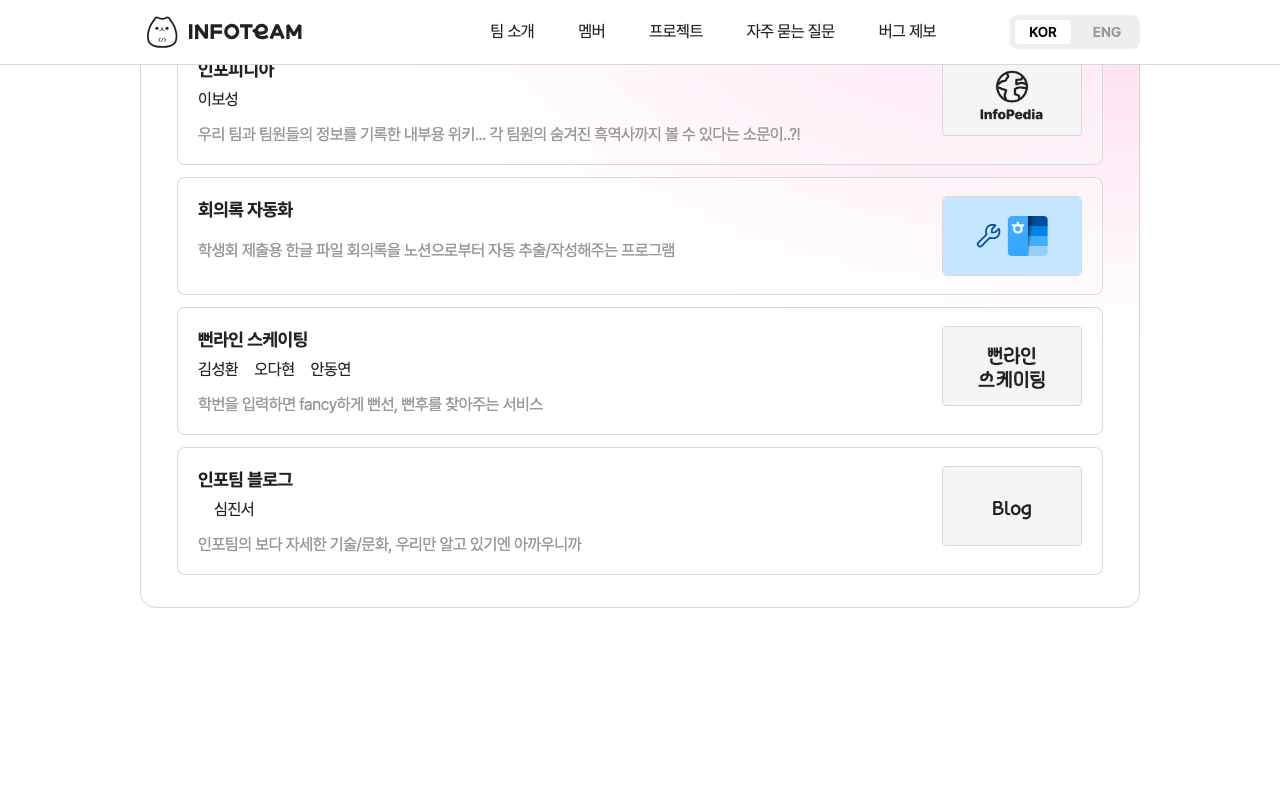 INFOTEAM
팀 소개
멤버
프로젝트
자주 묻는 질문
버그 제보
KOR
ENG
인포피디아
이보성
우리 팀과 팀원들의 정보를 기록한 내부용 위키... 각 팀원의 숨겨진 흑역사까지 볼 수 있다는 소문이..?!
InfoPedia
회의록 자동화
학생회 제출용 한글 파일 회의록을 노션으로부터 자동 추출/작성해주는 프로그램
뻔라인 스케이팅
김성환 오다현 안동연
학번을 입력하면 fancy하게 뻔선, 뻔후를 찾아주는 서비스
뻔라인
스케이팅
인포팀 블로그
심진서
인포팀의 보다 자세한 기술/문화, 우리만 알고 있기엔 아까우니까
Blog